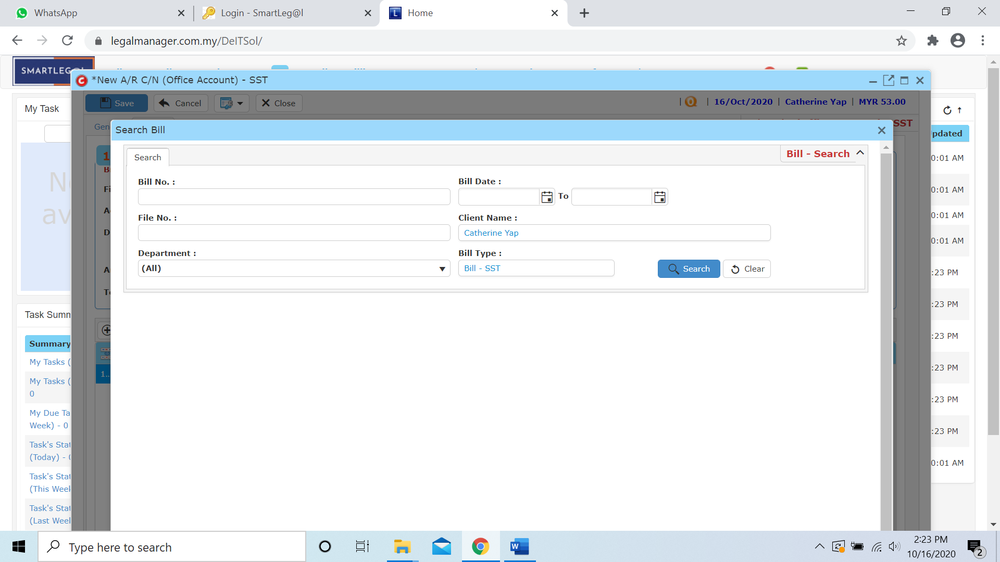 WhatsApp
Login - SmartLeg@l
Home
legalmanager.com.my/DeITSol/
SMARTLEG@L
*New A/R C/N (Office Account) - SST
Save
Cancel
Close
| | 16/Oct/2020 | Catherine Yap | MYR 53.00
My Task
Gen
SST
Search Bill
pdated
Search
Bill - Search
1
0:01 AM
Bill No. :
Bill Date :
To
0:01 AM
File No. :
Client Name :
0:01 AM
Catherine Yap
0:01 AM
Department :
Bill Type :
(All)
Bill - SST
Search
Clear
:23 PM
:23 PM
Task Summ
:23 PM
Summary
My Tasks (
:23 PM
1..
My Tasks (
0
:23 PM
My Due Ta
Week) - 0
:23 PM
Task's Stat
(Today) - 0
0:01 AM
Task's Stat
(This Week
Task's Stat
(Last Week
Type here to search
2:23 PM
10/16/2020
2